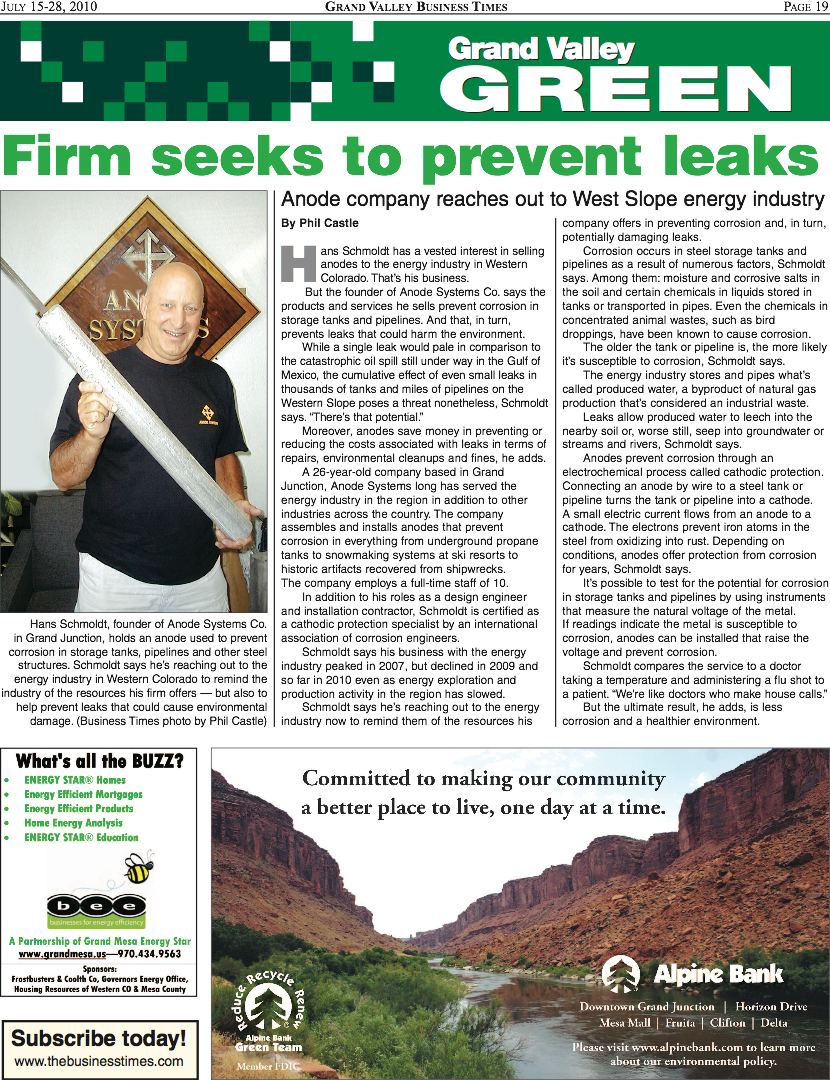 JULY 15-28, 2010
GRAND VALLEY BUSINESS TIMES
PAGE 19
Grand Valley
GREEN
Firm seeks to prevent leaks
ANODE
SYSTEMS
ANODE SYSTEMS
Hans Schmoldt, founder of Anode Systems Co.
in Grand Junction, holds an anode used to prevent
corrosion in storage tanks, pipelines and other steel
structures. Schmoldt says he's reaching out to the
energy industry in Western Colorado to remind the
industry of the resources his firm offers — but also to
help prevent leaks that could cause environmental
damage. (Business Times photo by Phil Castle)
Anode company reaches out to West Slope energy industry
By Phil Castle
Hans Schmoldt has a vested interest in selling
anodes to the energy industry in Western
Colorado. That's his business.
But the founder of Anode Systems Co. says the
products and services he sells prevent corrosion in
storage tanks and pipelines. And that, in turn,
prevents leaks that could harm the environment.
While a single leak would pale in comparison to
the catastrophic oil spill still under way in the Gulf of
Mexico, the cumulative effect of even small leaks in
thousands of tanks and miles of pipelines on the
Western Slope poses a threat nonetheless, Schmoldt
says. "There's that potential."
Moreover, anodes save money in preventing or
reducing the costs associated with leaks in terms of
repairs, environmental cleanups and fines, he adds.
A 26-year-old company based in Grand
Junction, Anode Systems long has served the
energy industry in the region in addition to other
industries across the country. The company
assembles and installs anodes that prevent
corrosion in everything from underground propane
tanks to snowmaking systems at ski resorts to
historic artifacts recovered from shipwrecks.
The company employs a full-time staff of 10.
In addition to his roles as a design engineer
and installation contractor, Schmoldt is certified as
a cathodic protection specialist by an international
association of corrosion engineers.
Schmoldt says his business with the energy
industry peaked in 2007, but declined in 2009 and
so far in 2010 even as energy exploration and
production activity in the region has slowed.
Schmoldt says he's reaching out to the energy
industry now to remind them of the resources his
company offers in preventing corrosion and, in turn,
potentially damaging leaks.
Corrosion occurs in steel storage tanks and
pipelines as a result of numerous factors, Schmoldt
says. Among them: moisture and corrosive salts in
the soil and certain chemicals in liquids stored in
tanks or transported in pipes. Even the chemicals in
concentrated animal wastes, such as bird
droppings, have been known to cause corrosion.
The older the tank or pipeline is, the more likely
it's susceptible to corrosion, Schmoldt says.
The energy industry stores and pipes what's
called produced water, a byproduct of natural gas
production that's considered an industrial waste.
Leaks allow produced water to leech into the
nearby soil or, worse still, seep into groundwater or
streams and rivers, Schmoldt says.
Anodes prevent corrosion through an
electrochemical process called cathodic protection.
Connecting an anode by wire to a steel tank or
pipeline turns the tank or pipeline into a cathode.
A small electric current flows from an anode to a
cathode. The electrons prevent iron atoms in the
steel from oxidizing into rust. Depending on
conditions, anodes offer protection from corrosion
for years, Schmoldt says.
It's possible to test for the potential for corrosion
in storage tanks and pipelines by using instruments
that measure the natural voltage of the metal.
If readings indicate the metal is susceptible to
corrosion, anodes can be installed that raise the
voltage and prevent corrosion.
Schmoldt compares the service to a doctor
taking a temperature and administering a flu shot to
a patient. "We're like doctors who make house calls."
But the ultimate result, he adds, is less
corrosion and a healthier environment.
What's all the BUZZ?
• ENERGY STAR® Homes
• Energy Efficient Mortgages
• Energy Efficient Products
• Home Energy Analysis
• ENERGY STAR® Education
bee
businesses for energy efficiency
A Partnership of Grand Mesa Energy Star
www.grandmesa.us—970.434.9563
Sponsors:
Frostbusters & Coolth Co, Governors Energy Office,
Housing Resources of Western CO & Mesa County
Subscribe today!
www.thebusinesstimes.com
Committed to making our community
a better place to live, one day at a time.
Reduce Recycle Renew
Alpine Bank
Green Team
Member FDIC
Alpine Bank
Downtown Grand Junction | Horizon Drive
Mesa Mall | Fruita | Clifton | Delta
Please visit www.alpinebank.com to learn more
about our environmental policy.